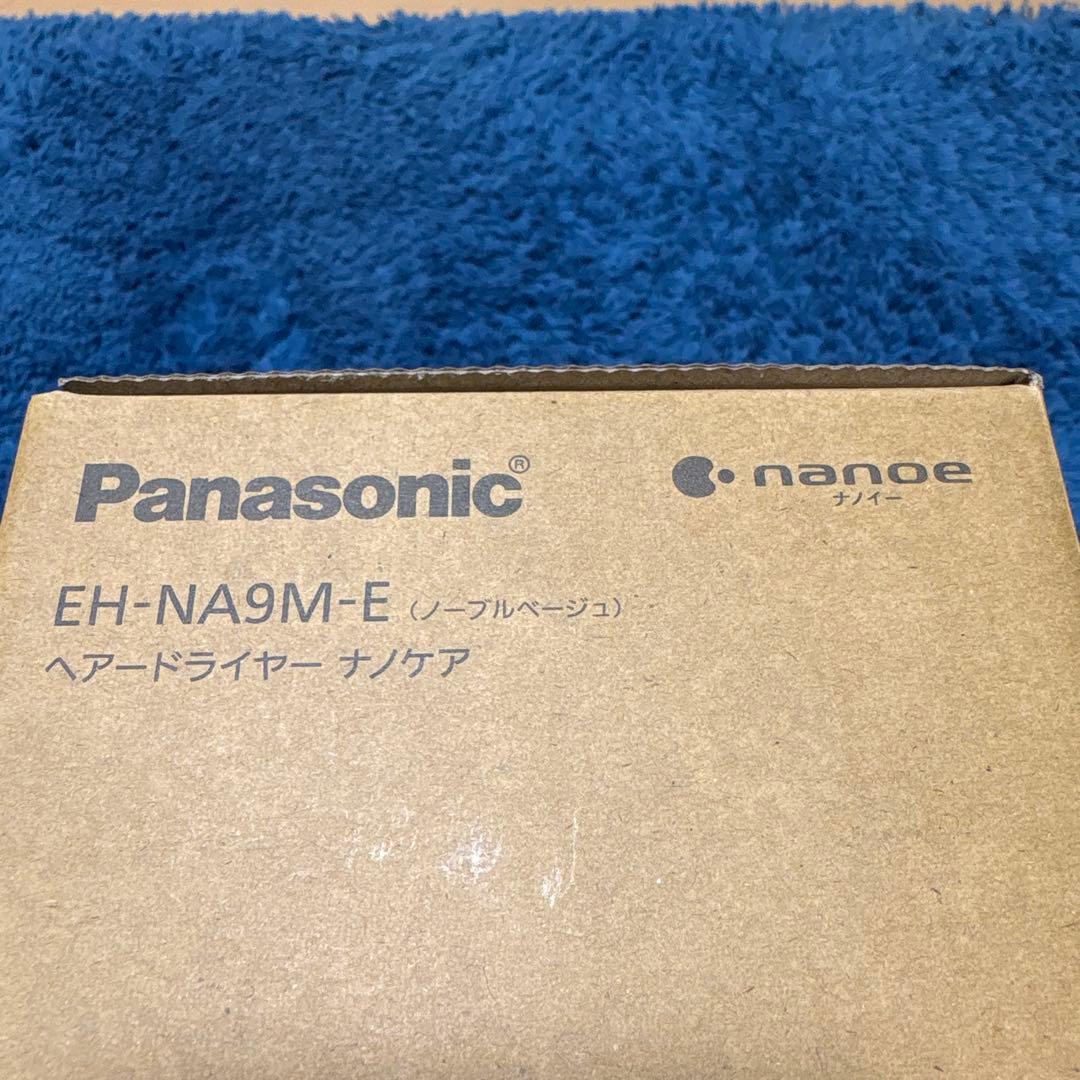 Panasonic®
nanoe
ナノイー
EH-NA9M-E（ノーブルベージュ）
ヘアードライヤー ナノケア